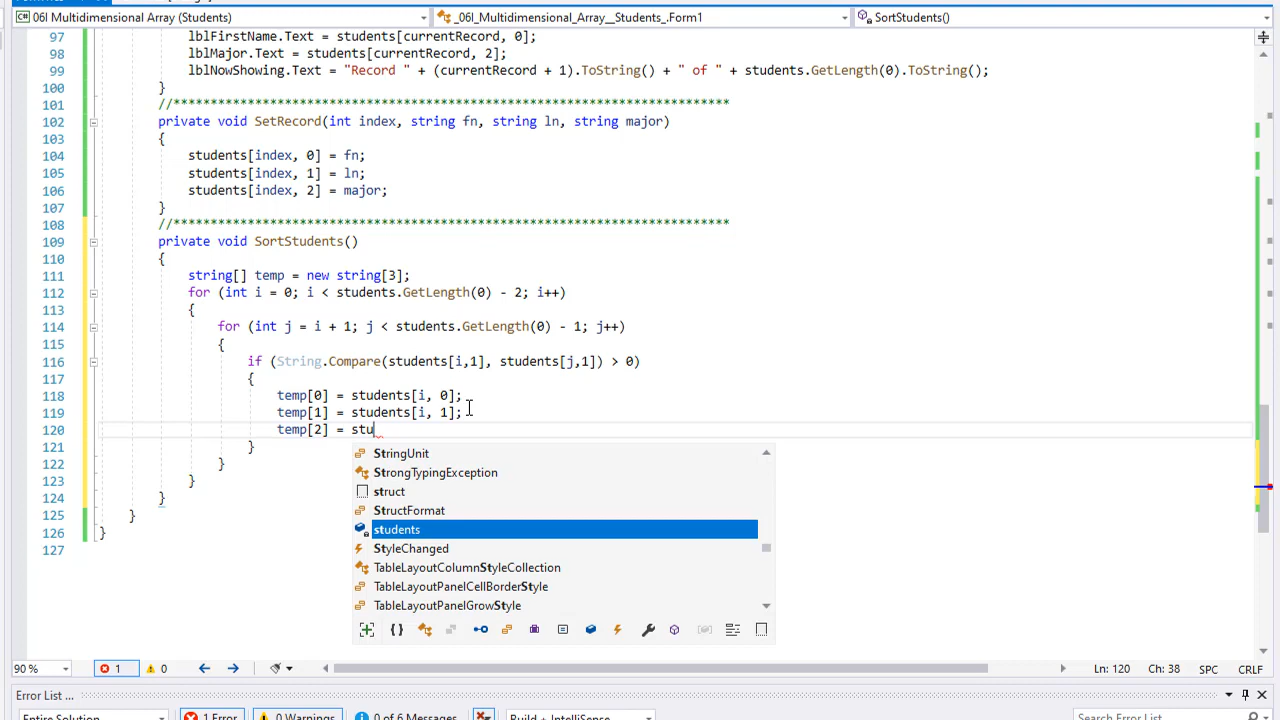 06l Multidimensional Array (Students)
_06l_Multidimensional_Array__Students_.Form1
SortStudents()
97 lblFirstName.Text = students[currentRecord, 0];
98 lblMajor.Text = students[currentRecord, 2];
99 lblNowShowing.Text = "Record " + (currentRecord + 1).ToString() + " of " + students.GetLength(0).ToString();
100 }
101 //***************************************************************************
102 private void SetRecord(int index, string fn, string ln, string major)
103 {
104 students[index, 0] = fn;
105 students[index, 1] = ln;
106 students[index, 2] = major;
107 }
108 //***************************************************************************
109 private void SortStudents()
110 {
111 string[] temp = new string[3];
112 for (int i = 0; i < students.GetLength(0) - 2; i++)
113 {
114 for (int j = i + 1; j < students.GetLength(0) - 1; j++)
115 {
116 if (String.Compare(students[i,1], students[j,1]) > 0)
117 {
118 temp[0] = students[i, 0];
119 temp[1] = students[i, 1];
120 temp[2] = stu
121 }
122 }
123 }
124 }
125 }
126 }
127
StringUnit
StrongTypingException
struct
StructFormat
students
StyleChanged
TableLayoutColumnStyleCollection
TableLayoutPanelCellBorderStyle
TableLayoutPanelGrowStyle
90 %
1
0
Ln: 120
Ch: 38
SPC
CRLF
Error List ...
Entire Solution
1 Error
0 Warnings
0 of 6 Messages
Build + IntelliSense
Search Error List